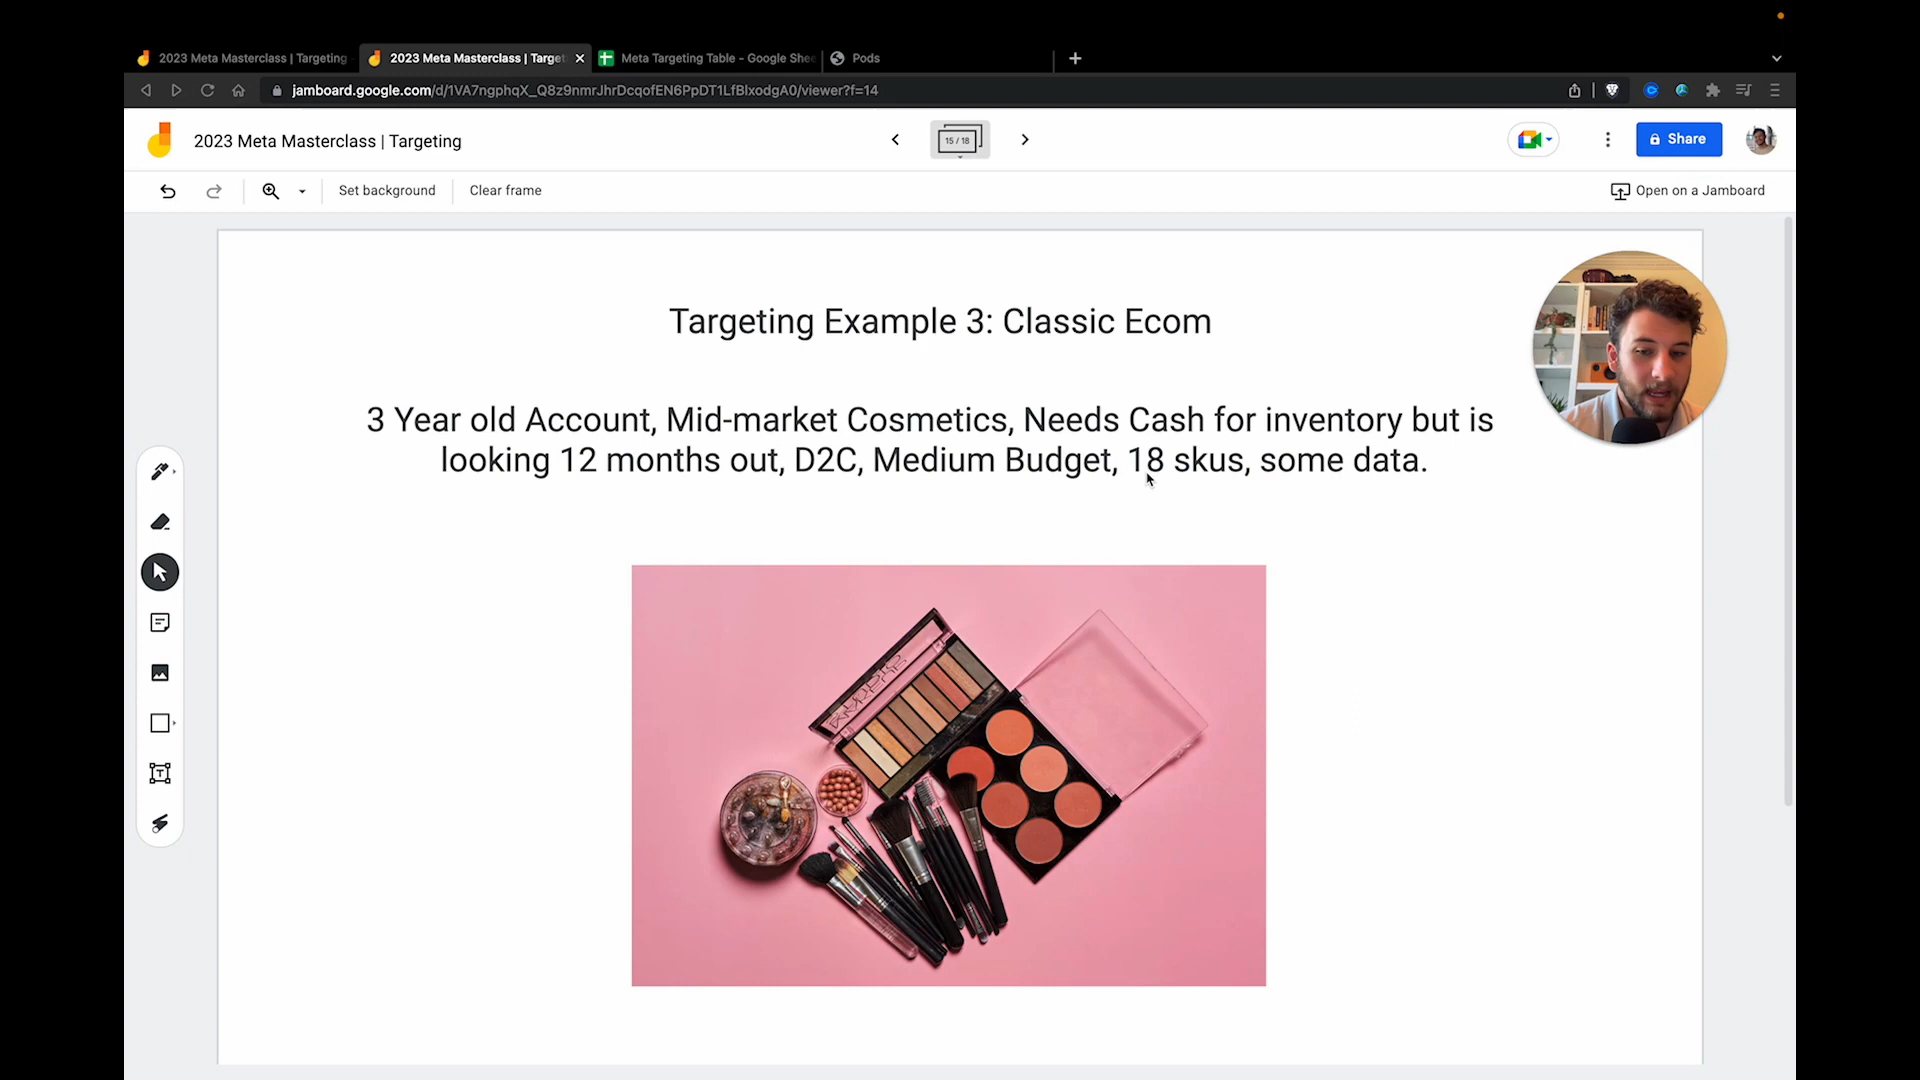 2023 Meta Masterclass | Targeting
2023 Meta Masterclass | Target
Meta Targeting Table - Google Shee
Pods
jamboard.google.com/d/1VA7ngphqX_Q8z9nmrJhrDcqofEN6PpDT1LfBlxodgA0/viewer?f=14
2023 Meta Masterclass | Targeting
15 / 18
Share
Set background
Clear frame
Open on a Jamboard
Targeting Example 3: Classic Ecom
3 Year old Account, Mid-market Cosmetics, Needs Cash for inventory but is
looking 12 months out, D2C, Medium Budget, 18 skus, some data.